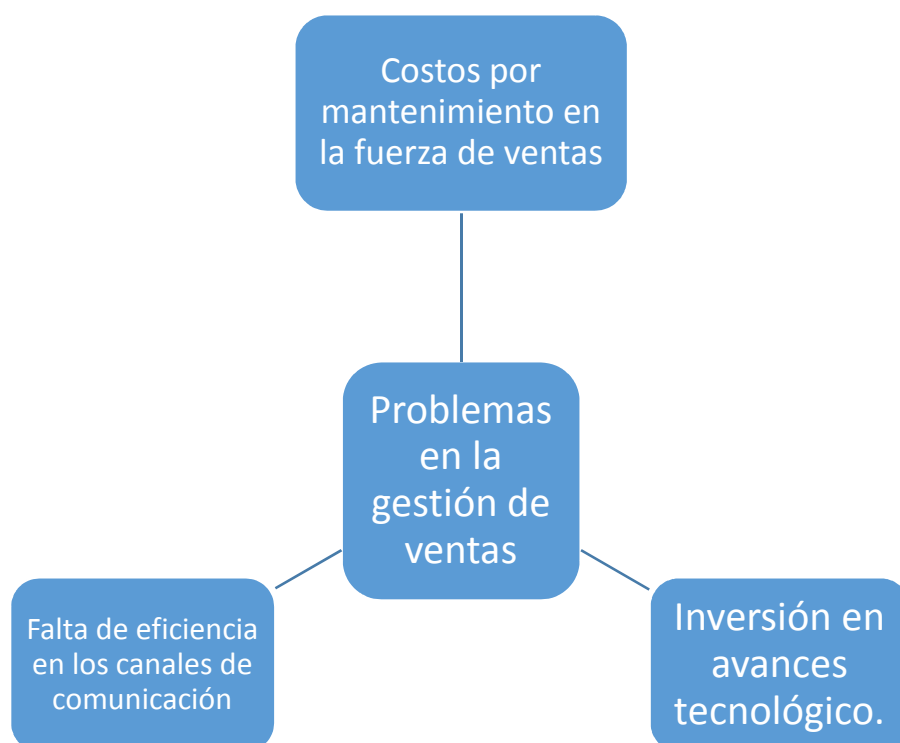 Costos por
mantenimiento en
la fuerza de ventas
Problemas
en la
gestión de
ventas
Falta de eficiencia
en los canales de
comunicación
Inversión en
avances
tecnológico.